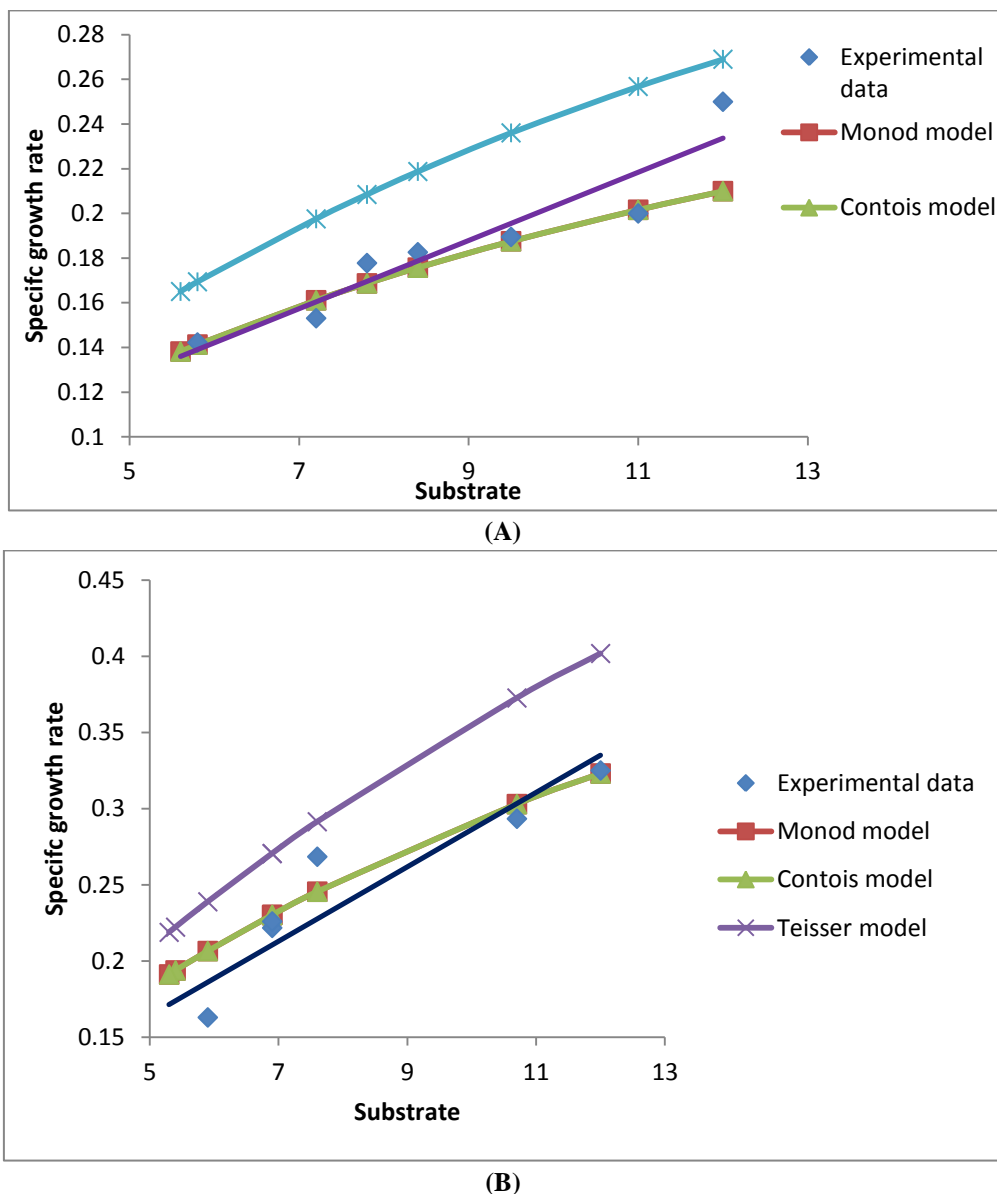 0.28
0.26
0.24
0.22
0.2
0.18
0.16
0.14
0.12
0.1
Specifc growth rate
5
7
9
11
13
Substrate
Experimental
data
Monod model
Contois model
(A)
0.45
0.4
0.35
0.3
0.25
0.2
0.15
Specifc growth rate
5
7
9
11
13
Substrate
Experimental data
Monod model
Contois model
Teisser model
(B)